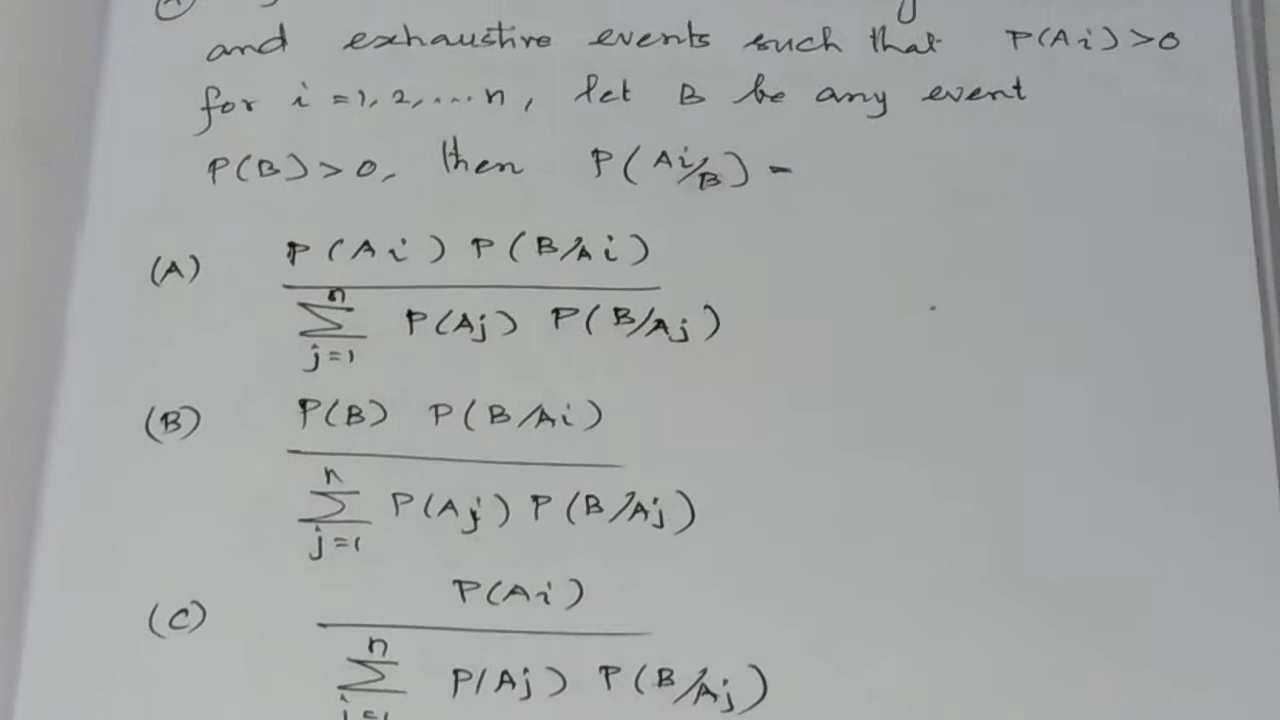 and exhaustive events such that P(Ai)>0
for i =1, 2, ... n, let B be any event
P(B)>0, then P(Ai/B) =
(A) P(Ai) P(B/Ai)
n
∑ P(Aj) P(B/Aj)
j=1
(B) P(B) P(B/Ai)
n
∑ P(Aj) P(B/Aj)
j=1
(C) P(Ai)
n
∑ P(Aj) P(B/Aj)